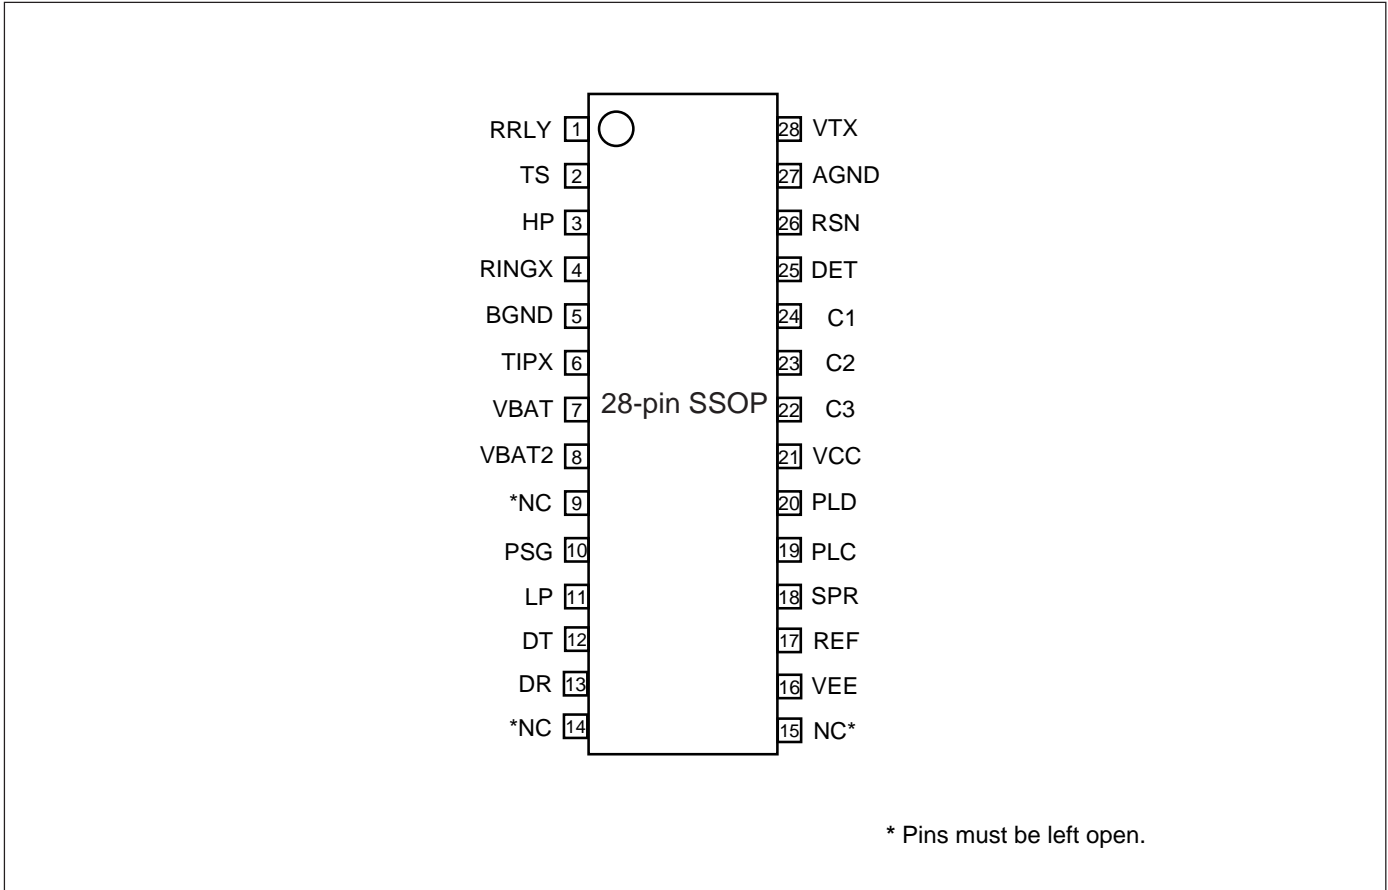 RRLY 1 28 VTX
TS 2 27 AGND
HP 3 26 RSN
RINGX 4 25 DET
BGND 5 24 C1
TIPX 6 23 C2
VBAT 7 28-pin SSOP 22 C3
VBAT2 8 21 VCC
*NC 9 20 PLD
PSG 10 19 PLC
LP 11 18 SPR
DT 12 17 REF
DR 13 16 VEE
*NC 14 15 NC*
* Pins must be left open.